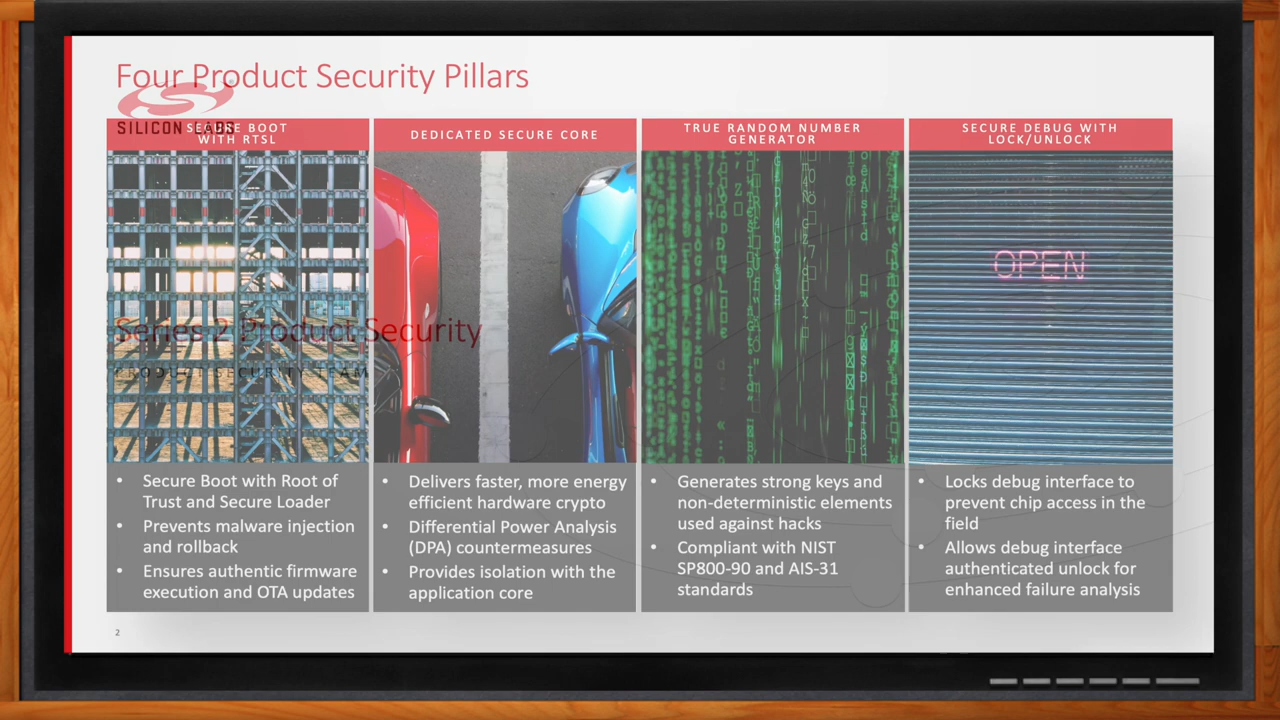 Four Product Security Pillars
SILICON LABS
SECURE BOOT
WITH RTSL
DEDICATED SECURE CORE
TRUE RANDOM NUMBER
GENERATOR
SECURE DEBUG WITH
LOCK/UNLOCK
OPEN
Series 2 Product Security
PRODUCT SECURITY TEAM
• Secure Boot with Root of
Trust and Secure Loader
• Prevents malware injection
and rollback
• Ensures authentic firmware
execution and OTA updates
• Delivers faster, more energy
efficient hardware crypto
• Differential Power Analysis
(DPA) countermeasures
• Provides isolation with the
application core
• Generates strong keys and
non-deterministic elements
used against hacks
• Compliant with NIST
SP800-90 and AIS-31
standards
• Locks debug interface to
prevent chip access in the
field
• Allows debug interface
authenticated unlock for
enhanced failure analysis
2